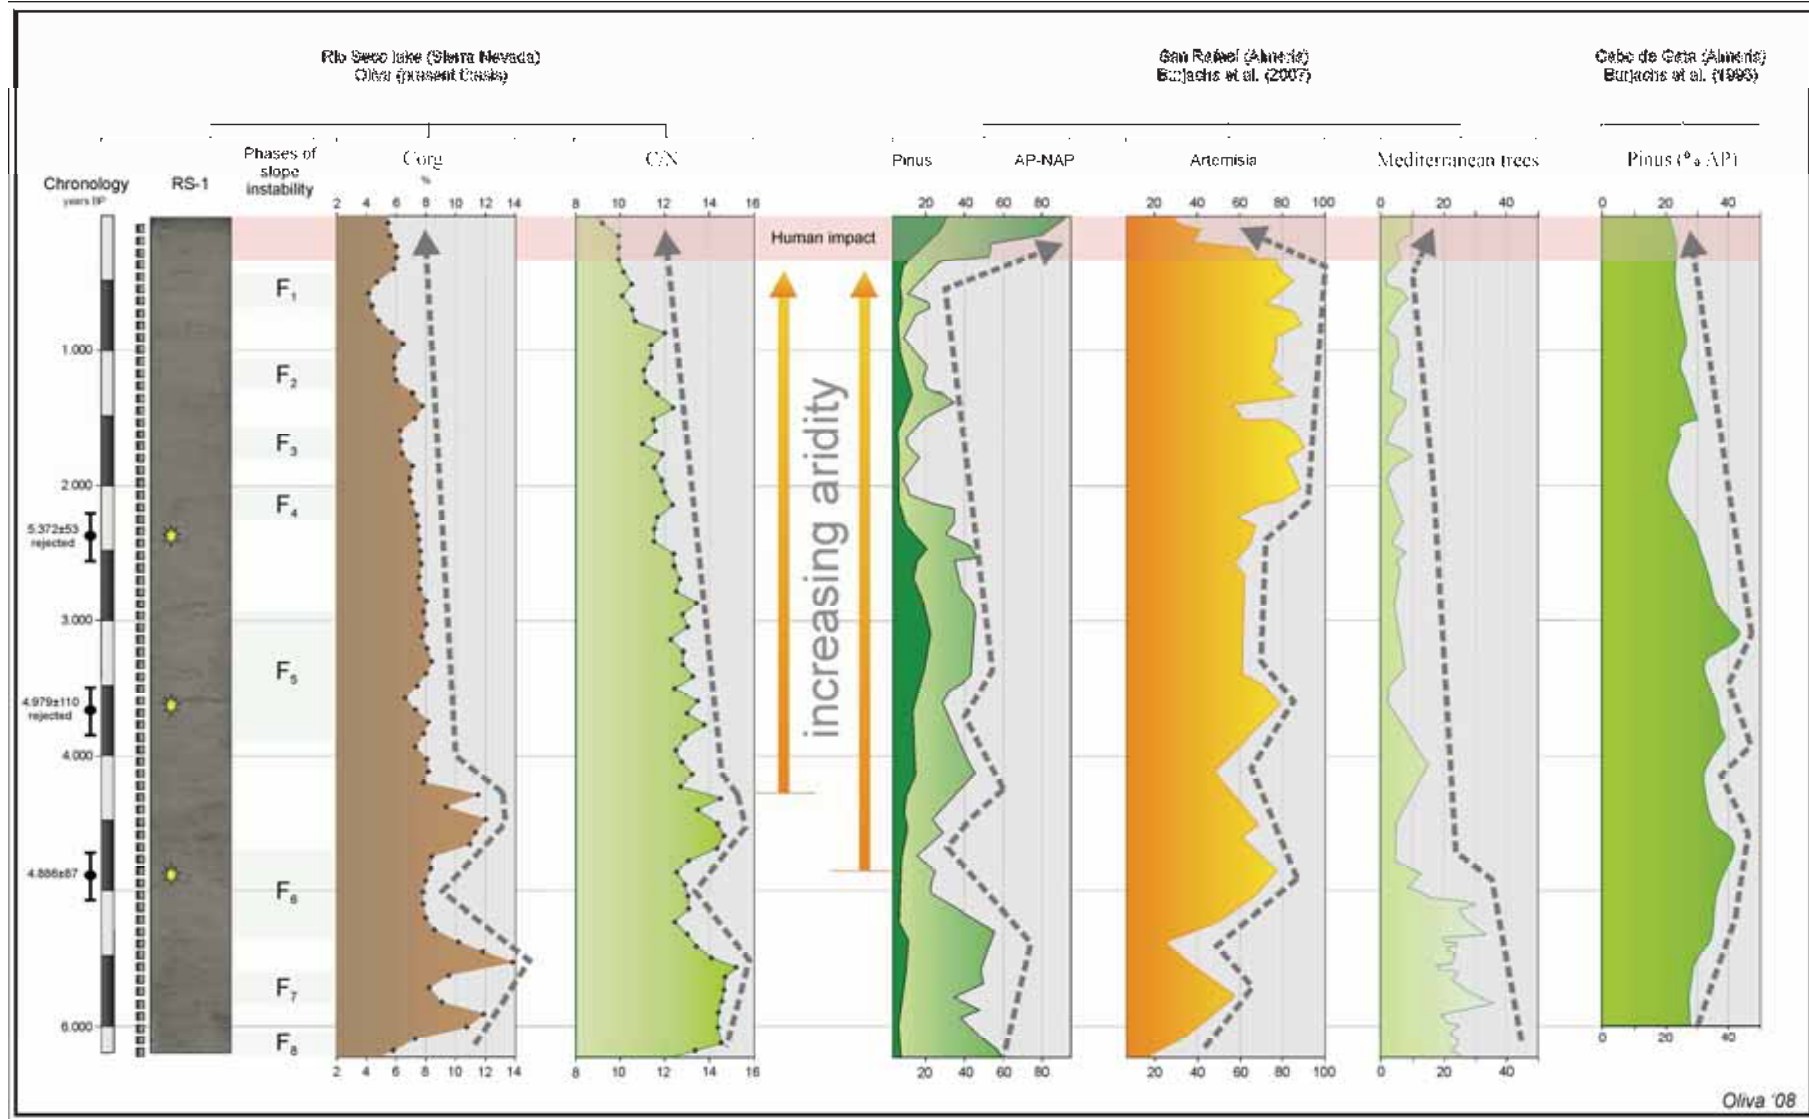 Rio Seco lake (Sierra Nevada)
Oliva (present thesis)
San Rafael (Almeria)
Burjachs et al. (2007)
Cabo de Gata (Almeria)
Burjachs et al.
Chronology
years BP
RS-1
Phases of
slope
instability
Corg
%
C/N
Pinus
AP-NAP
Artemisia
Mediterranean trees
Pinus (% AP)
2 4 6 8 10 12 14
8 10 12 14 16
20 40 60 80
20 40 60 80 100
0 20 40
0 20 40
Human impact
F1
1.000
F2
F3
2.000
F4
5.372±53
rejected
increasing aridity
3.000
F5
4.979±110
rejected
4.000
4.886±87
F6
F7
6.000
F8
2 4 6 8 10 12 14
8 10 12 14 16
20 40 60 80
20 40 60 80 100
0 20 40
0 20 40
Oliva '08